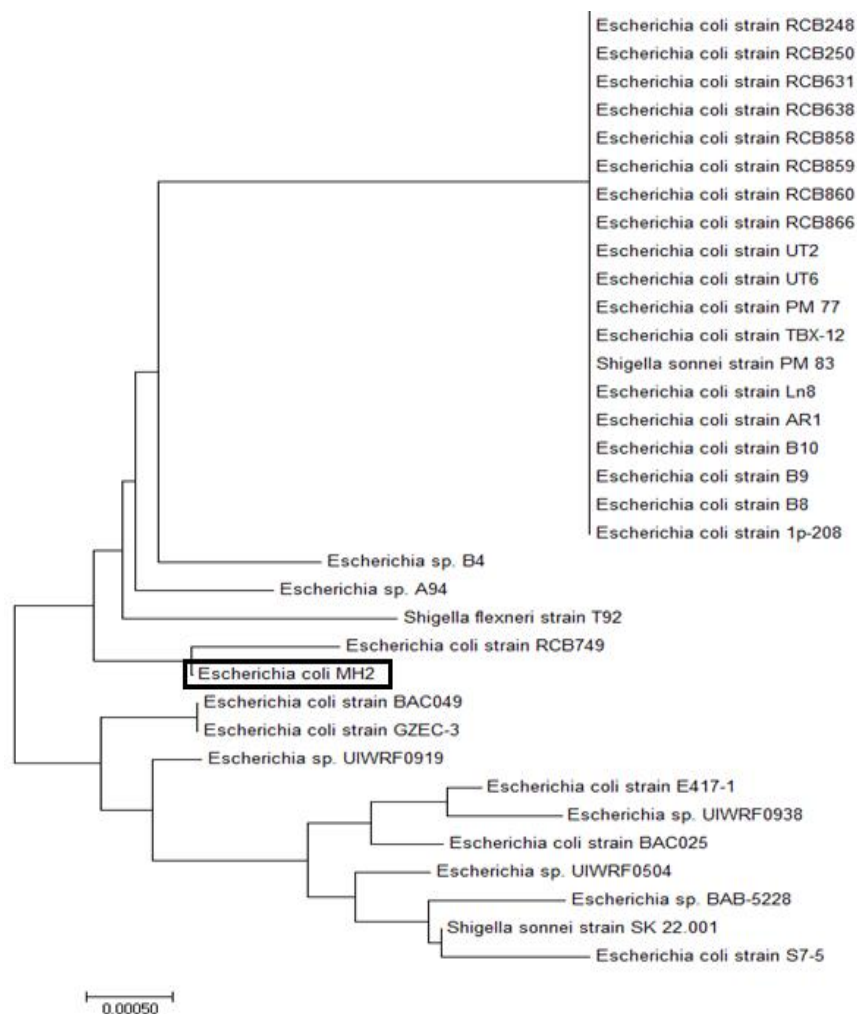 Escherichia coli strain RCB248
Escherichia coli strain RCB250
Escherichia coli strain RCB631
Escherichia coli strain RCB638
Escherichia coli strain RCB858
Escherichia coli strain RCB859
Escherichia coli strain RCB860
Escherichia coli strain RCB866
Escherichia coli strain UT2
Escherichia coli strain UT6
Escherichia coli strain PM 77
Escherichia coli strain TBX-12
Shigella sonnei strain PM 83
Escherichia coli strain Ln8
Escherichia coli strain AR1
Escherichia coli strain B10
Escherichia coli strain B9
Escherichia coli strain B8
Escherichia coli strain 1p-208
Escherichia sp. B4
Escherichia sp. A94
Shigella flexneri strain T92
Escherichia coli strain RCB749
Escherichia coli MH2
Escherichia coli strain BAC049
Escherichia coli strain GZEC-3
Escherichia sp. UIWRF0919
Escherichia coli strain E417-1
Escherichia sp. UIWRF0938
Escherichia coli strain BAC025
Escherichia sp. UIWRF0504
Escherichia sp. BAB-5228
Shigella sonnei strain SK 22.001
Escherichia coli strain S7-5
0.00050